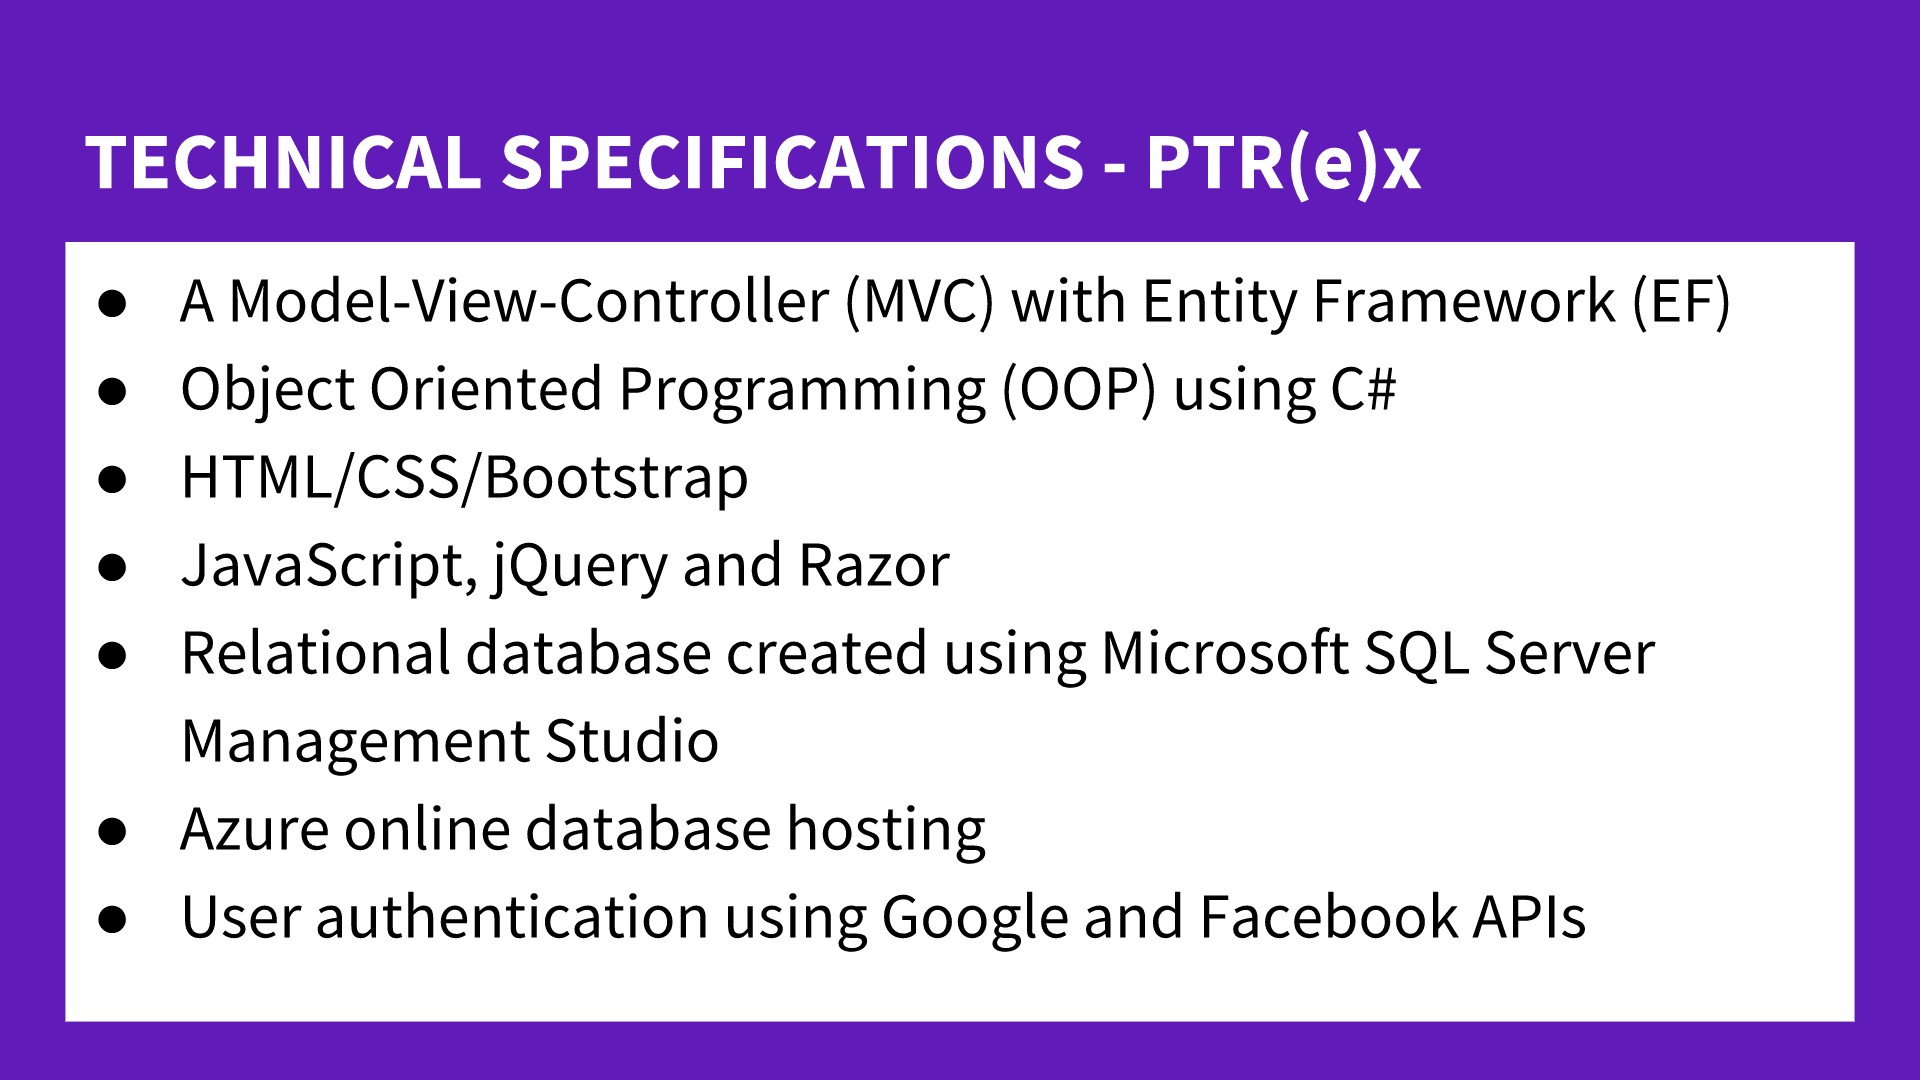 TECHNICAL SPECIFICATIONS - PTR(e)x
● A Model-View-Controller (MVC) with Entity Framework (EF)
● Object Oriented Programming (OOP) using C#
● HTML/CSS/Bootstrap
● JavaScript, jQuery and Razor
● Relational database created using Microsoft SQL Server
Management Studio
● Azure online database hosting
● User authentication using Google and Facebook APIs